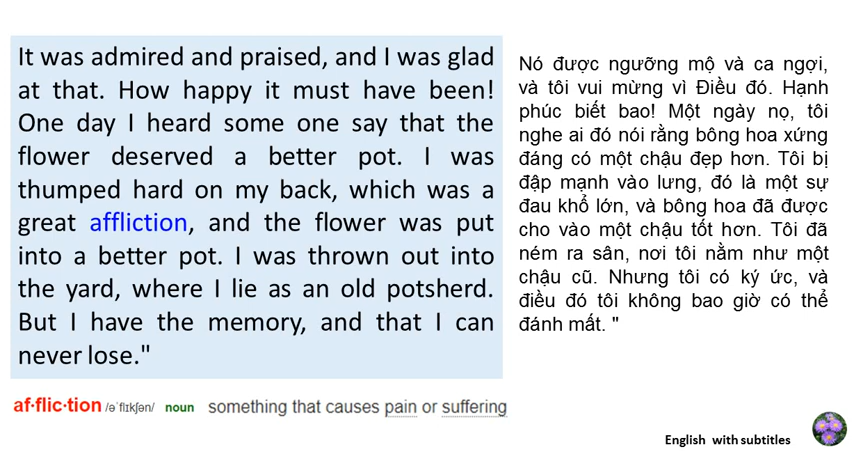 It was admired and praised, and I was glad
at that. How happy it must have been!
One day I heard some one say that the
flower deserved a better pot. I was
thumped hard on my back, which was a
great affliction, and the flower was put
into a better pot. I was thrown out into
the yard, where I lie as an old potsherd.
But I have the memory, and that I can
never lose."
Nó được ngưỡng mộ và ca ngợi,
và tôi vui mừng vì Điều đó. Hạnh
phúc biết bao! Một ngày nọ, tôi
nghe ai đó nói rằng bông hoa xứng
đáng có một chậu đẹp hơn. Tôi bị
đập mạnh vào lưng, đó là một sự
đau khổ lớn, và bông hoa đã được
cho vào một chậu tốt hơn. Tôi đã
ném ra sân, nơi tôi nằm như một
chậu cũ. Nhưng tôi có ký ức, và
điều đó tôi không bao giờ có thể
đánh mất. "
af·flic·tion /əˈflɪkʃən/ noun something that causes pain or suffering
English with subtitles